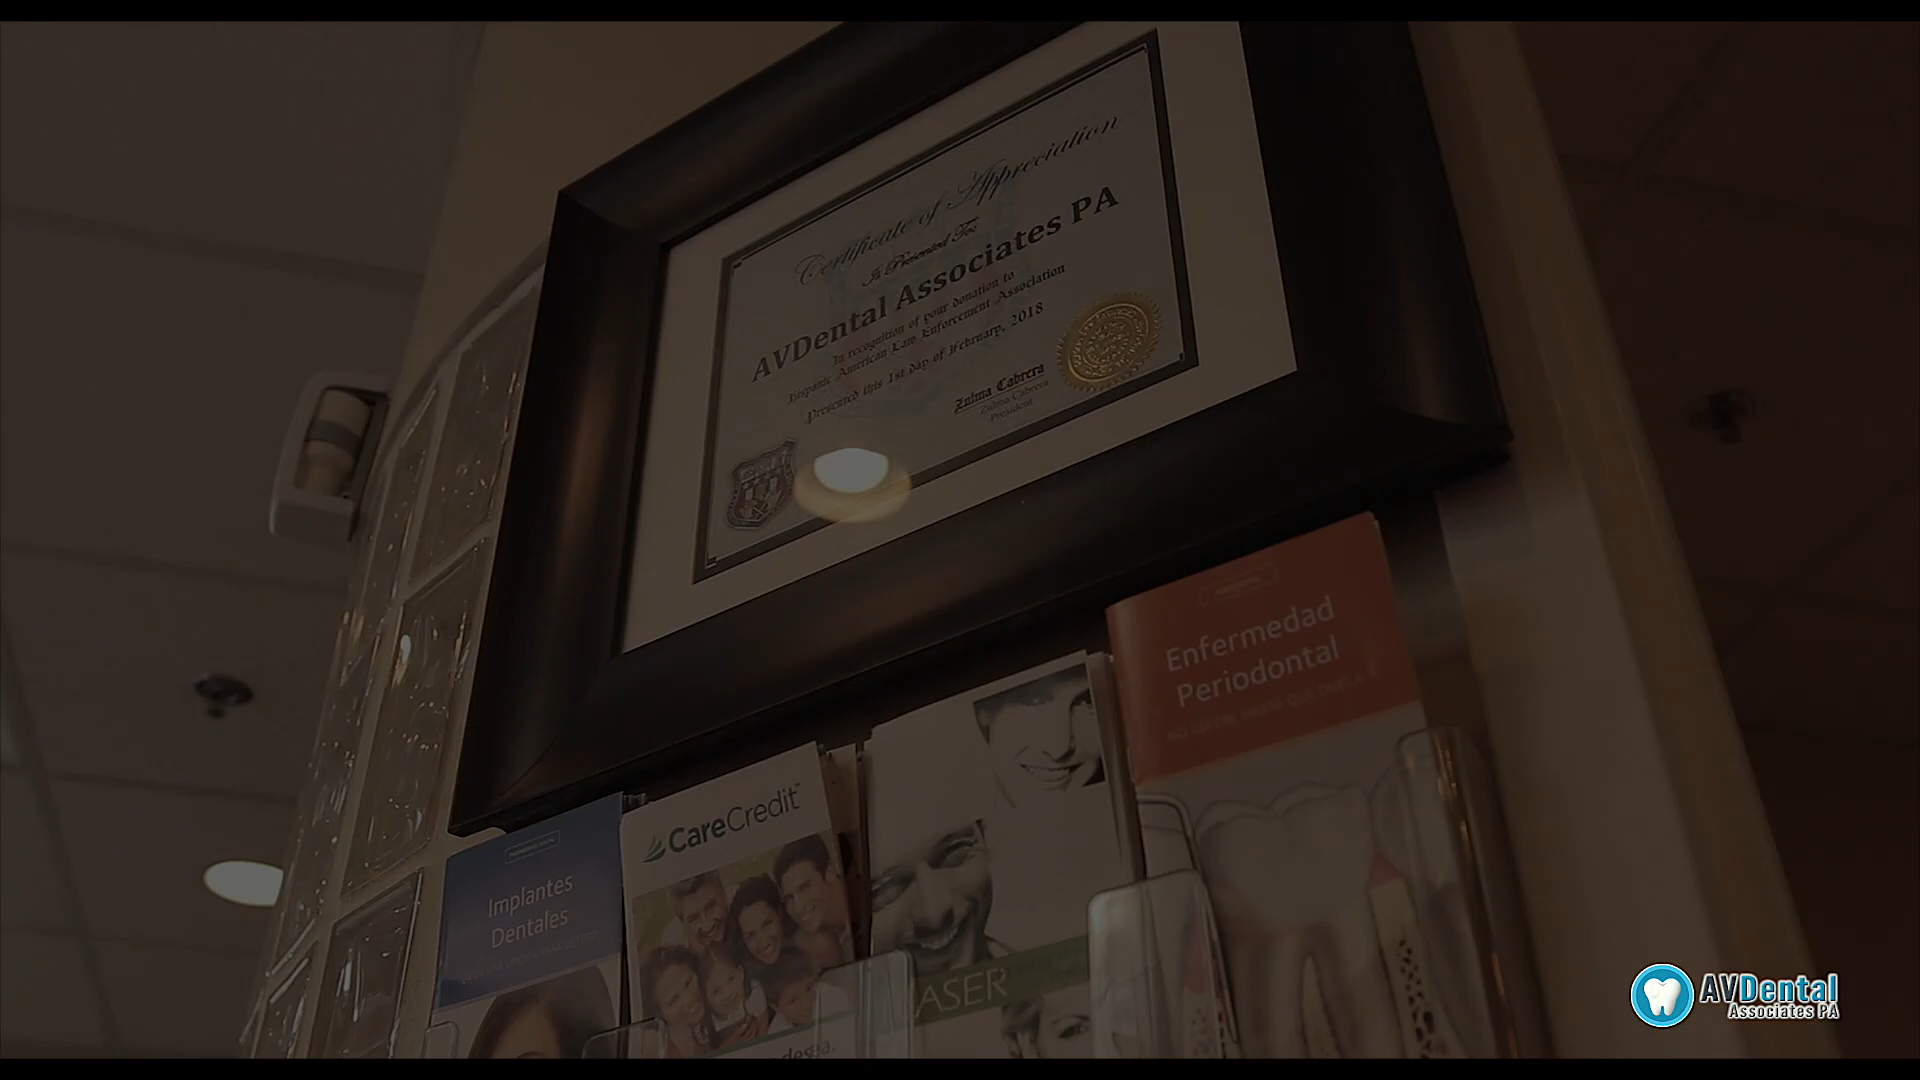 Certificate of Appreciation
Is Presented To:
AVDental Associates PA
In recognition of your donation to
Hispanic American Law Enforcement Association
Presented this 1st day of February, 2018
Zulma Cabrera
Zulma Cabrera
President
Enfermedad
Periodontal
CareCredit
Implantes
Dentales
LASER
desea.
AVDental
Associates PA